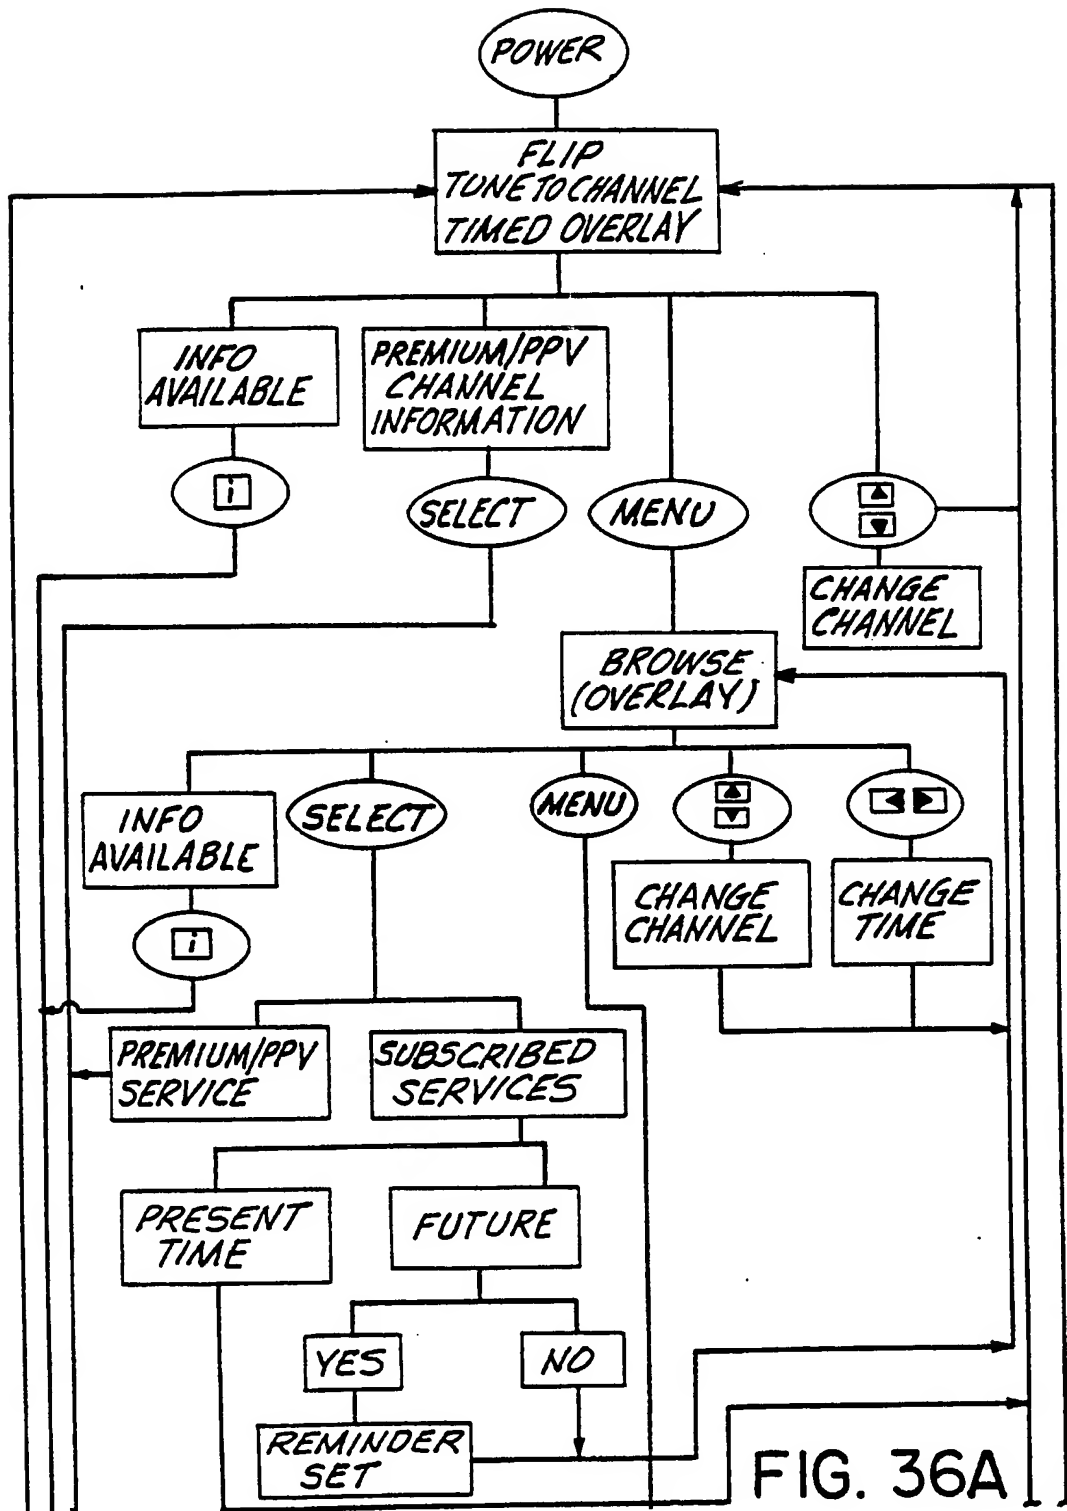 POWER
FLIP
TUNE TO CHANNEL
TIMED OVERLAY
INFO
AVAILABLE
PREMIUM/PPV
CHANNEL
INFORMATION
i
SELECT
MENU
CHANGE
CHANNEL
BROWSE
(OVERLAY)
INFO
AVAILABLE
SELECT
MENU
i
CHANGE
CHANNEL
CHANGE
TIME
PREMIUM/PPV
SERVICE
SUBSCRIBED
SERVICES
PRESENT
TIME
FUTURE
YES
NO
REMINDER
SET
FIG. 36A